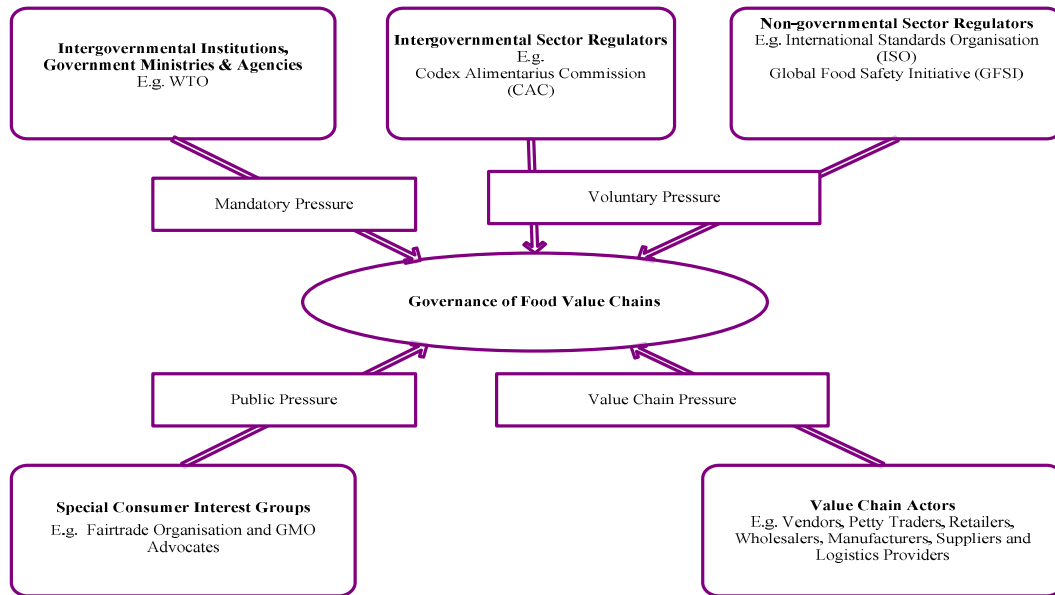 Intergovernmental Institutions,
Government Ministries & Agencies
E.g. WTO
Intergovernmental Sector Regulators
E.g.
Codex Alimentarius Commission
(CAC)
Non-governmental Sector Regulators
E.g. International Standards Organisation
(ISO)
Global Food Safety Initiative (GFSI)
Mandatory Pressure
Voluntary Pressure
Governance of Food Value Chains
Public Pressure
Value Chain Pressure
Special Consumer Interest Groups
E.g. Fairtrade Organisation and GMO
Advocates
Value Chain Actors
E.g. Vendors, Petty Traders, Retailers,
Wholesalers, Manufacturers, Suppliers and
Logistics Providers